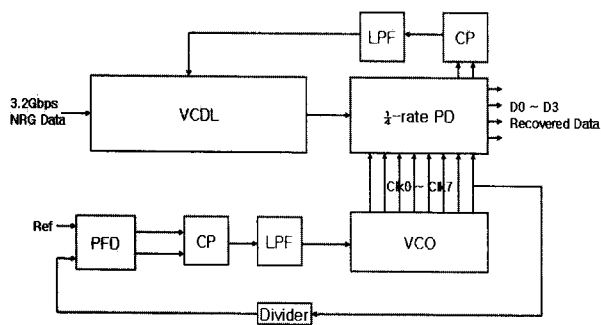 LPF
CP
3.2Gbps
NRG Data
VCDL
¼-rate PD
D0 ~ D3
Recovered Data
Clk0 ~ Clk7
Ref
PFD
CP
LPF
VCO
Divider